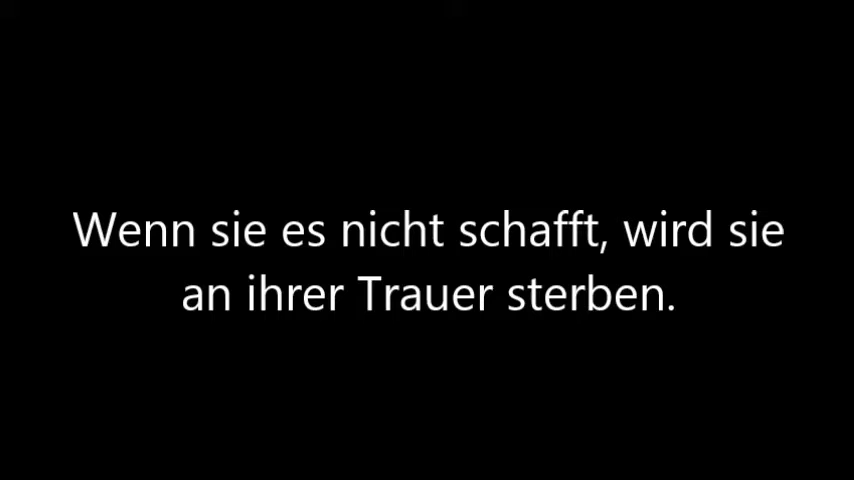 Wenn sie es nicht schafft, wird sie
an ihrer Trauer sterben.